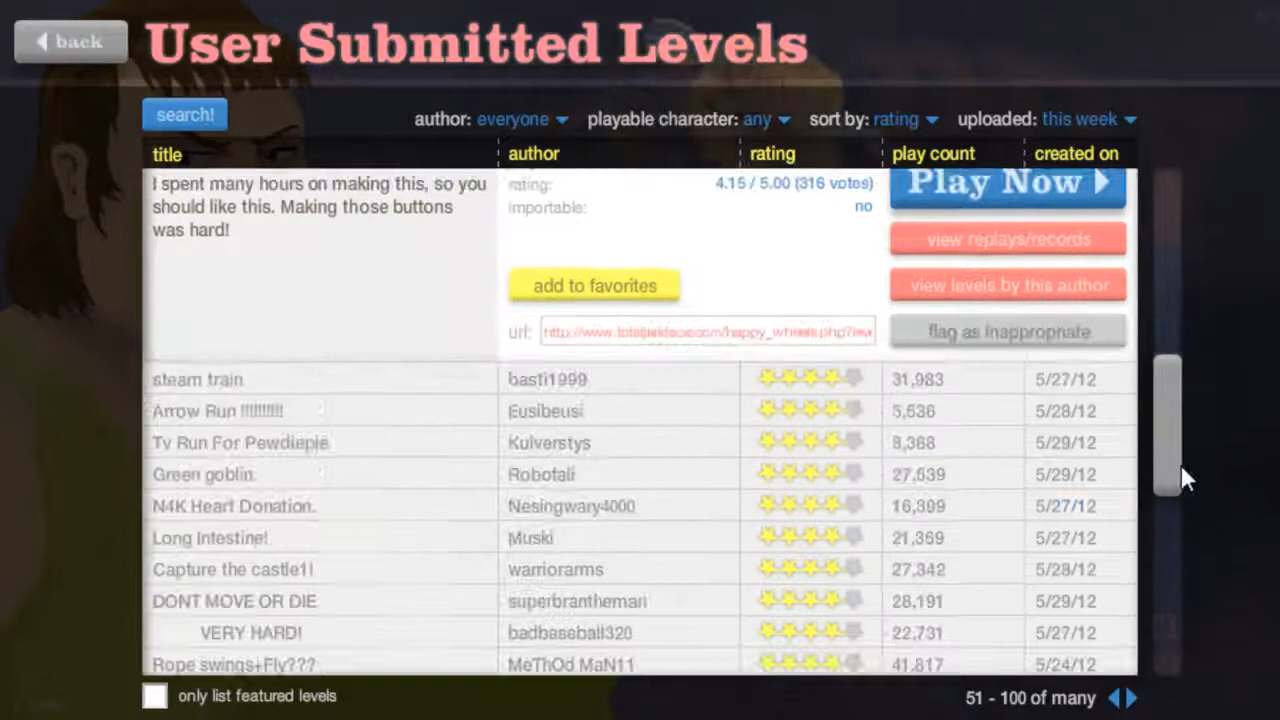 back
User Submitted Levels
search!
author: everyone playable character: any sort by: rating uploaded: this week
title author rating play count created on
I spent many hours on making this, so you
should like this. Making those buttons
was hard!
rating: 4.15 / 5.00 (316 votes)
importable: no
Play Now
view replays/records
add to favorites
view levels by this author
url:
flag as inappropriate
steam train basti1999 31,983 5/27/12
Arrow Run !!!!!!!!!! Eusibeusi 5,636 5/28/12
Tv Run For Pewdiepie Kulverstys 8,368 5/29/12
Green goblin. Robotali 27,639 5/29/12
N4K Heart Donation. Nesingwary4000 16,399 5/27/12
Long Intestine! Muski 21,369 5/27/12
Capture the castle1! warriorarms 27,342 5/28/12
DONT MOVE OR DIE superbrantheman 28,191 5/29/12
VERY HARD! badbaseball320 22,731 5/27/12
Rope swings+Fly??? MeThOd MaN11 41,817 5/24/12
only list featured levels
51 - 100 of many